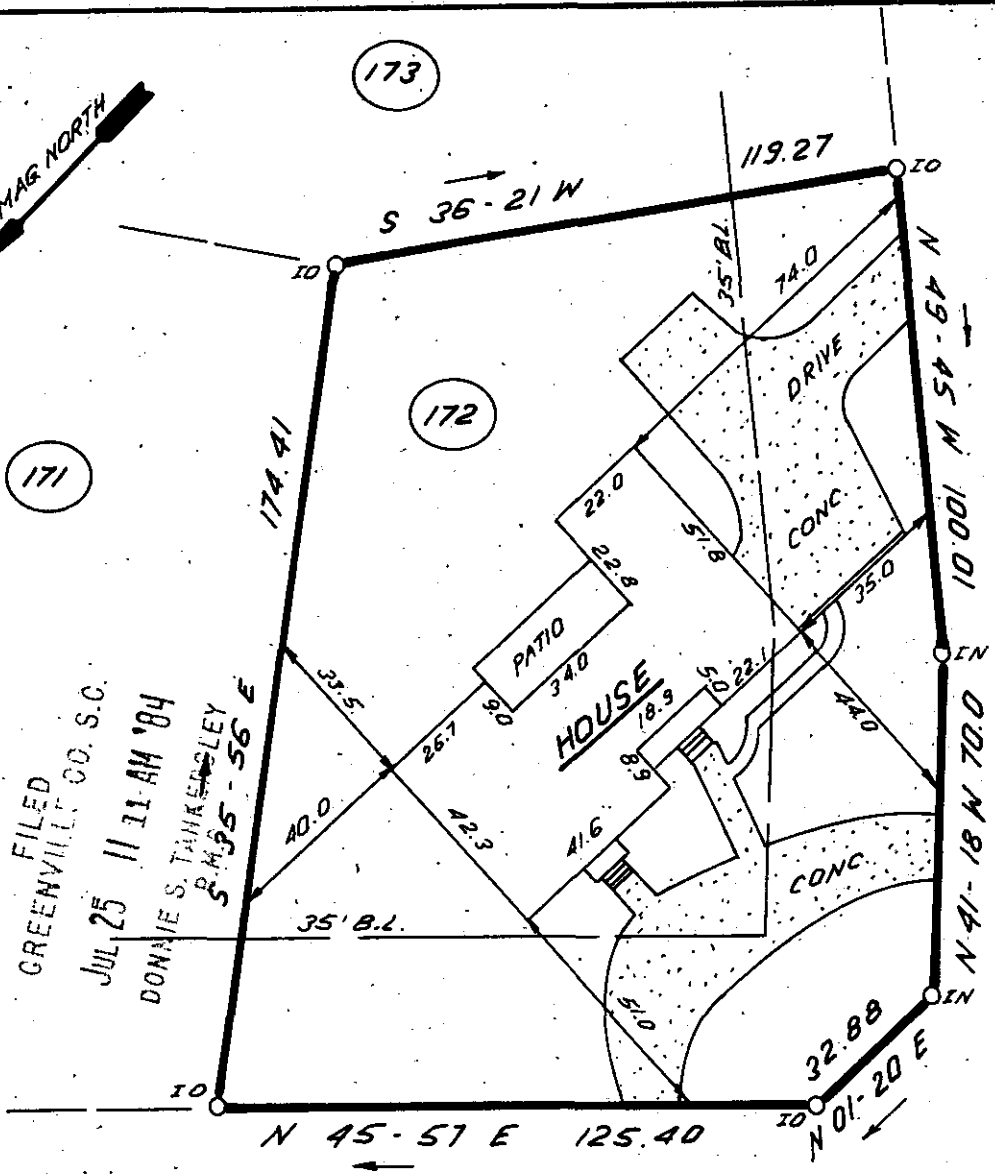 173
MAG NORTH
119.27
IO
S 36-21 W
IO
35' B.L.
74.0
N 49-45 W 100.01
DRIVE
172
171
174.41
22.0
CONC.
51.8
22.8
35.0
PATIO
34.0
IN
33.5
9.0
HOUSE
18.9
5.0
22.1
44.0
26.7
8.9
FILED
GREENVILLE CO. S.C.
JUL 25 11 11 AM '84
DONNIE S. TANKERSLEY
R.M.C.
S 35-56 E
40.0
42.3
41.6
CONC.
N 41-18 W 70.0
35' B.L.
51.0
IN
32.88
N 01-20 E
IO
IO
N 45-57 E 125.40